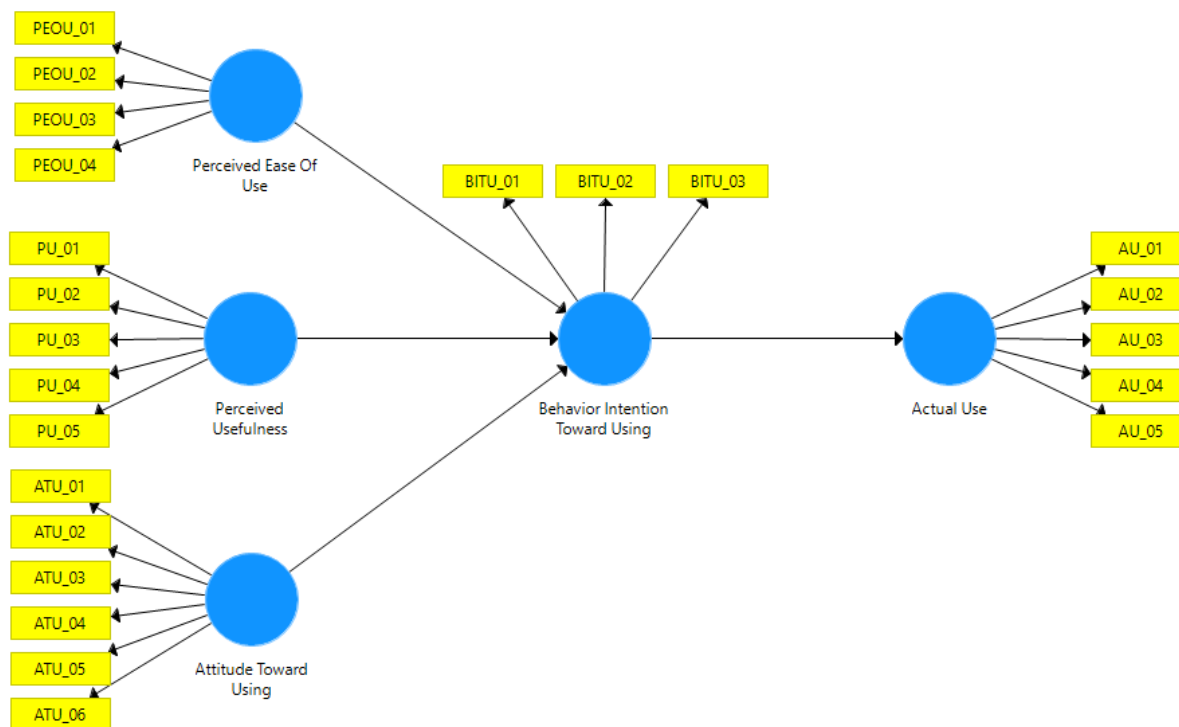 PEOU_01
PEOU_02
PEOU_03
PEOU_04
Perceived Ease Of
Use
BITU_01
BITU_02
BITU_03
PU_01
PU_02
PU_03
PU_04
PU_05
Perceived
Usefulness
Behavior Intention
Toward Using
Actual Use
AU_01
AU_02
AU_03
AU_04
AU_05
ATU_01
ATU_02
ATU_03
ATU_04
ATU_05
ATU_06
Attitude Toward
Using